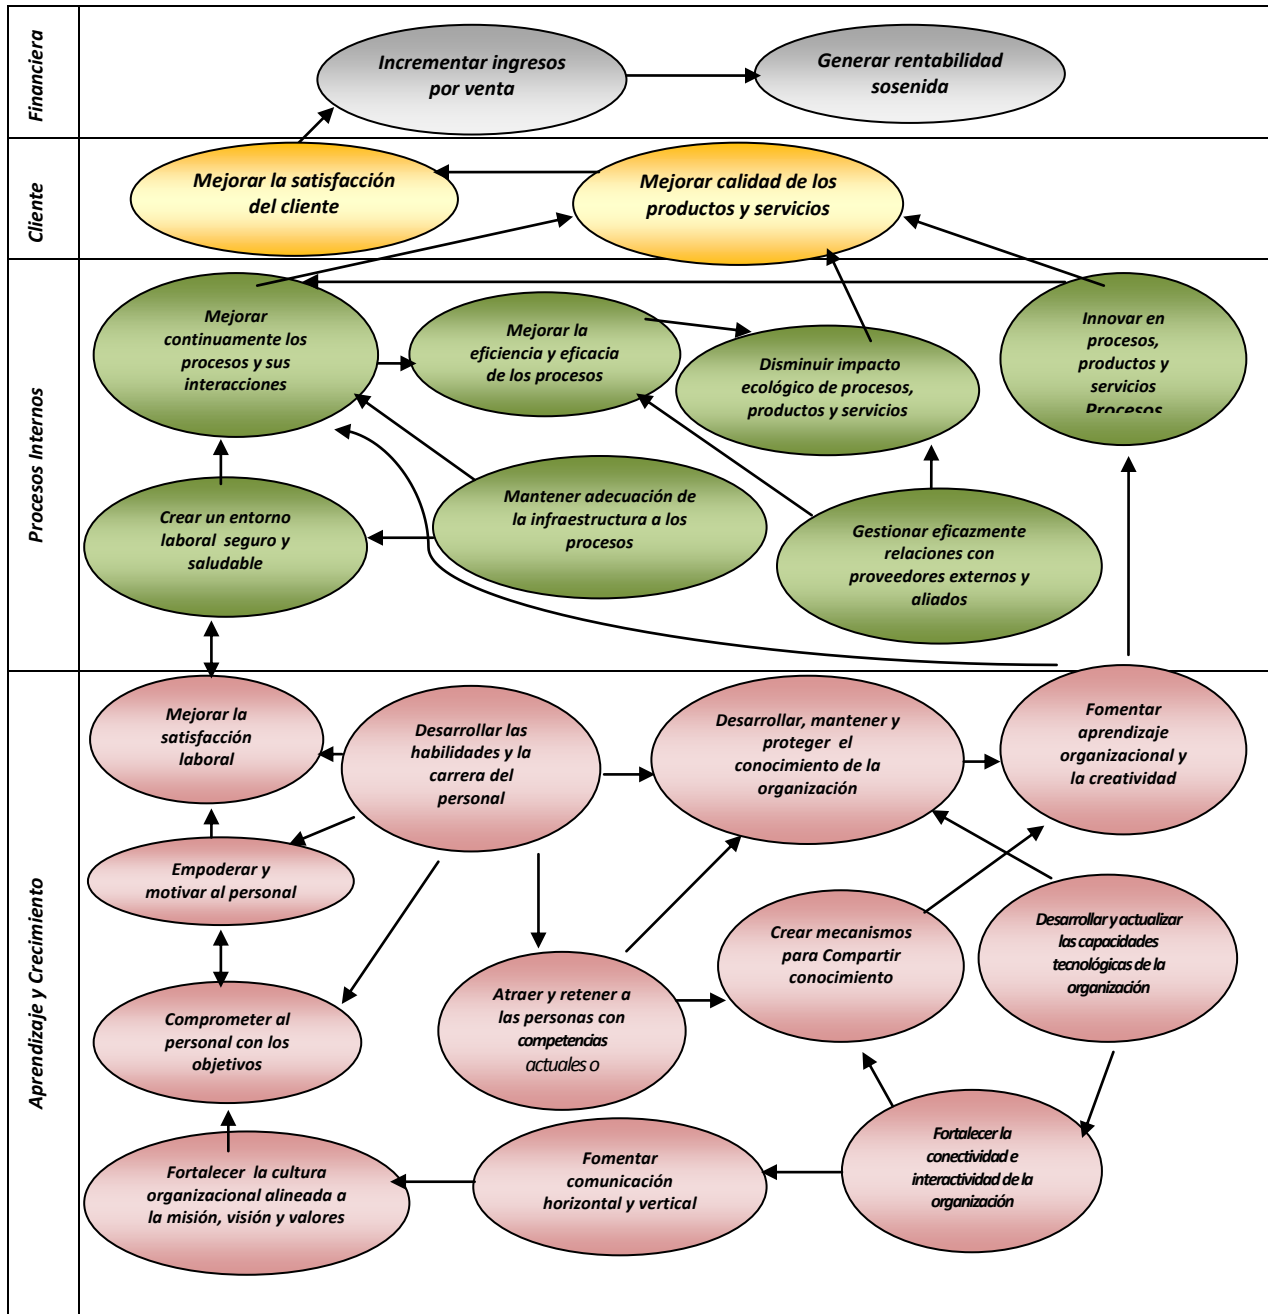 Financiera
Incrementar ingresos
por venta
Generar rentabilidad
sosenida
Cliente
Mejorar la satisfacción
del cliente
Mejorar calidad de los
productos y servicios
Procesos Internos
Mejorar
continuamente los
procesos y sus
interacciones
Mejorar la
eficiencia y eficacia
de los procesos
Disminuir impacto
ecológico de procesos,
productos y servicios
Innovar en
procesos,
productos y
servicios
Procesos
Crear un entorno
laboral seguro y
saludable
Mantener adecuación de
la infraestructura a los
procesos
Gestionar eficazmente
relaciones con
proveedores externos y
aliados
Aprendizaje y Crecimiento
Mejorar la
satisfacción
laboral
Desarrollar las
habilidades y la
carrera del
personal
Desarrollar, mantener y
proteger el
conocimiento de la
organización
Fomentar
aprendizaje
organizacional y
la creatividad
Empoderar y
motivar al personal
Crear mecanismos
para Compartir
conocimiento
Desarrollar y actualizar
las capacidades
tecnológicas de la
organización
Comprometer al
personal con los
objetivos
Atraer y retener a
las personas con
competencias
actuales o
Fortalecer la cultura
organizacional alineada a
la misión, visión y valores
Fomentar
comunicación
horizontal y vertical
Fortalecer la
conectividad e
interactividad de la
organización